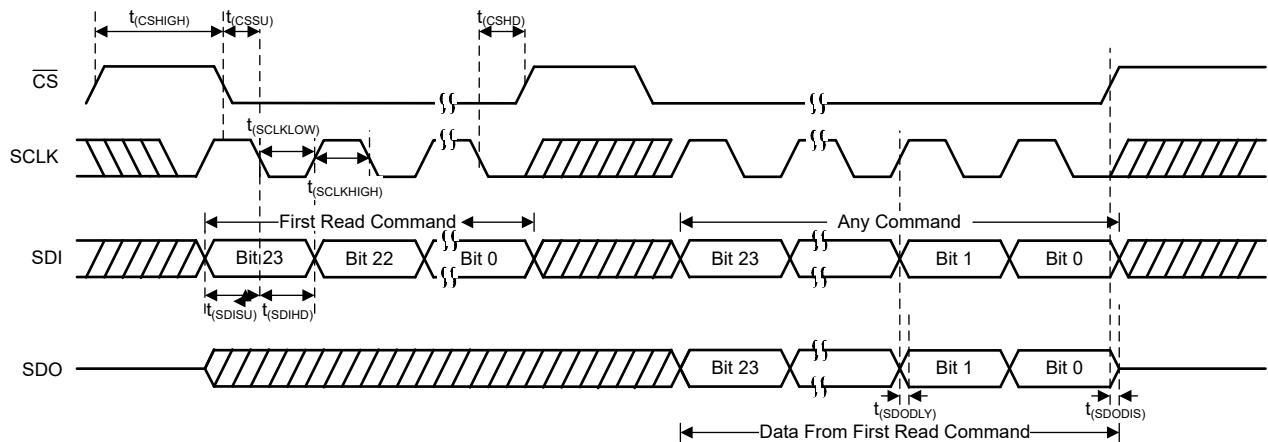 t(CSHIGH) t(CSSU) t(CSHD)
CS
t(SCLKLOW)
SCLK
t(SCLKHIGH)
First Read Command Any Command
SDI Bit 23 Bit 22 Bit 0 Bit 23 Bit 1 Bit 0
t(SDISU) t(SDIHD)
SDO Bit 23 Bit 1 Bit 0
t(SDODLY) t(SDODIS)
Data From First Read Command